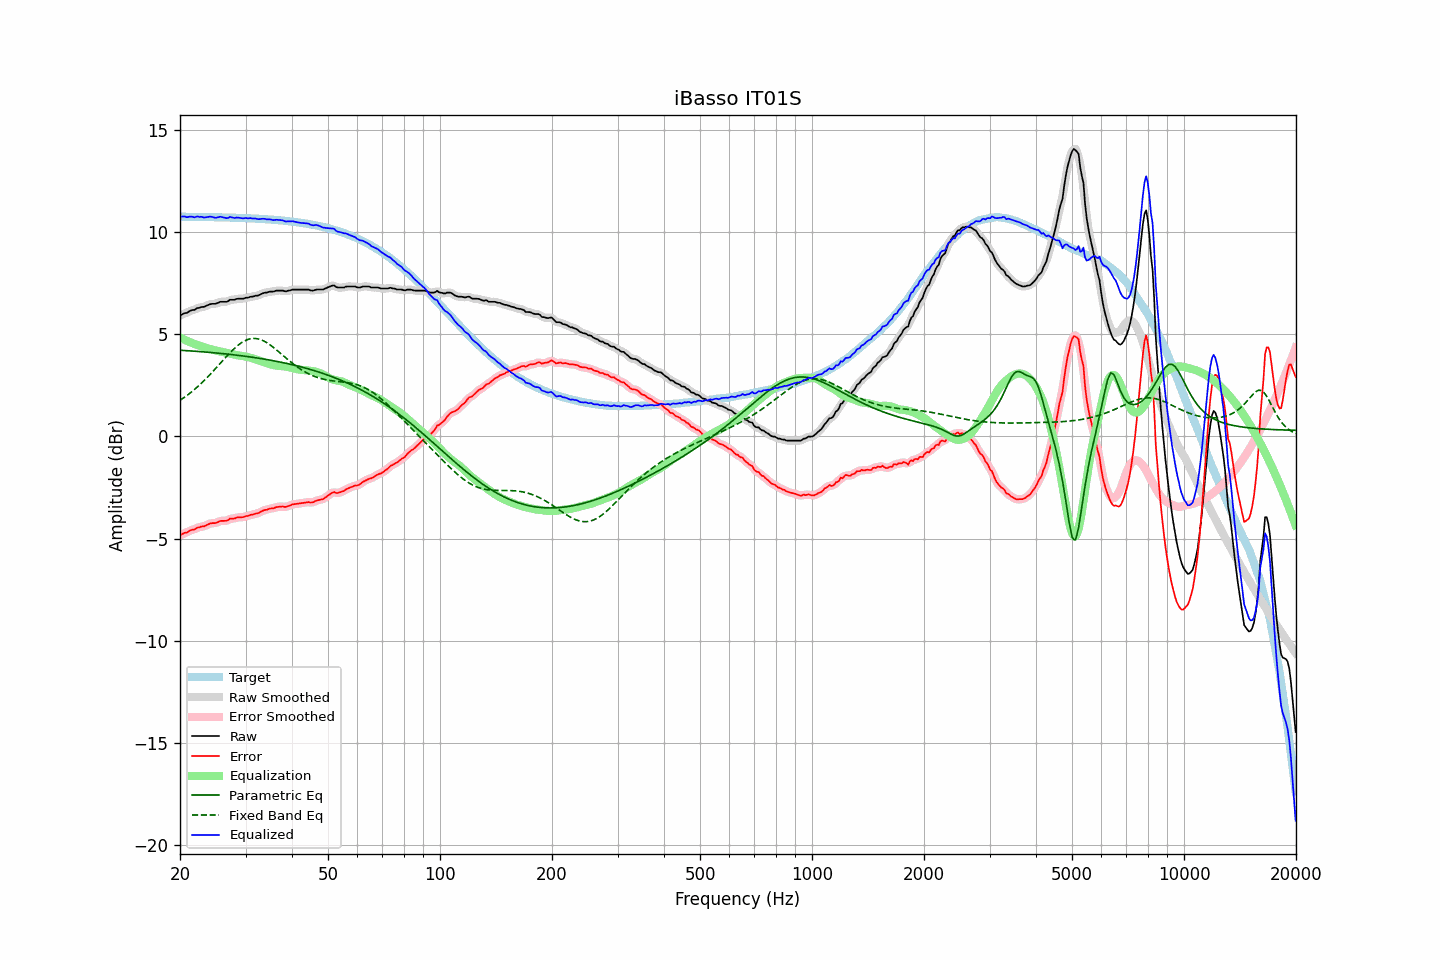 iBasso IT01S
Amplitude (dBr)
15
10
5
0
−5
−10
−15
−20
Target
Raw Smoothed
Error Smoothed
Raw
Error
Equalization
Parametric Eq
Fixed Band Eq
Equalized
20 50 100 200 500 1000 2000 5000 10000 20000
Frequency (Hz)